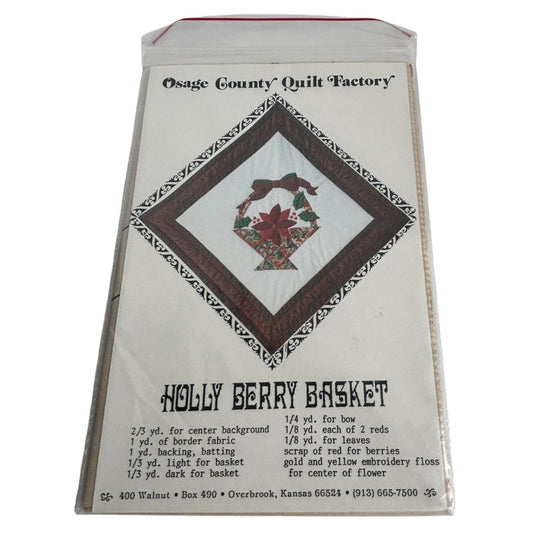 Osage County Quilt Factory
HOLLY BERRY BASKET
2/3 yd. for center background
1 yd. of border fabric
1 yd. backing, batting
1/3 yd. light for basket
1/3 yd. dark for basket
1/4 yd. for bow
1/8 yd. each of 2 reds
1/8 yd. for leaves
scrap of red for berries
gold and yellow embroidery floss
for center of flower
400 Walnut • Box 490 • Overbrook, Kansas 66524 • (913) 665-7500